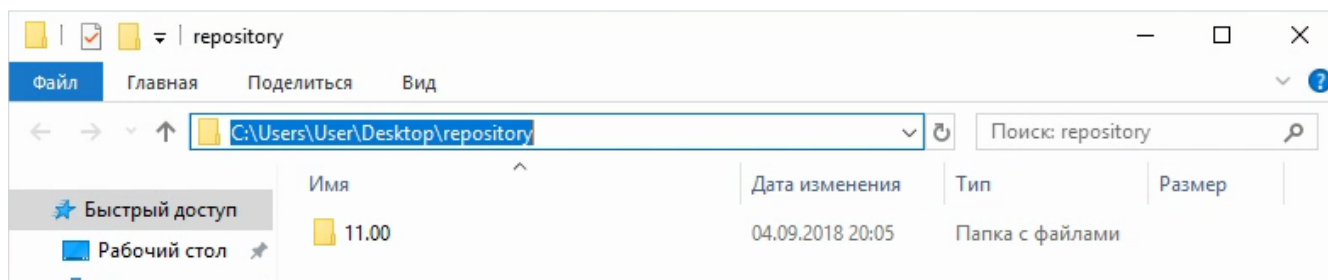 repository
Файл Главная Поделиться Вид
C:\Users\User\Desktop\repository Поиск: repository
Имя Дата изменения Тип Размер
Быстрый доступ
11.00 04.09.2018 20:05 Папка с файлами
Рабочий стол